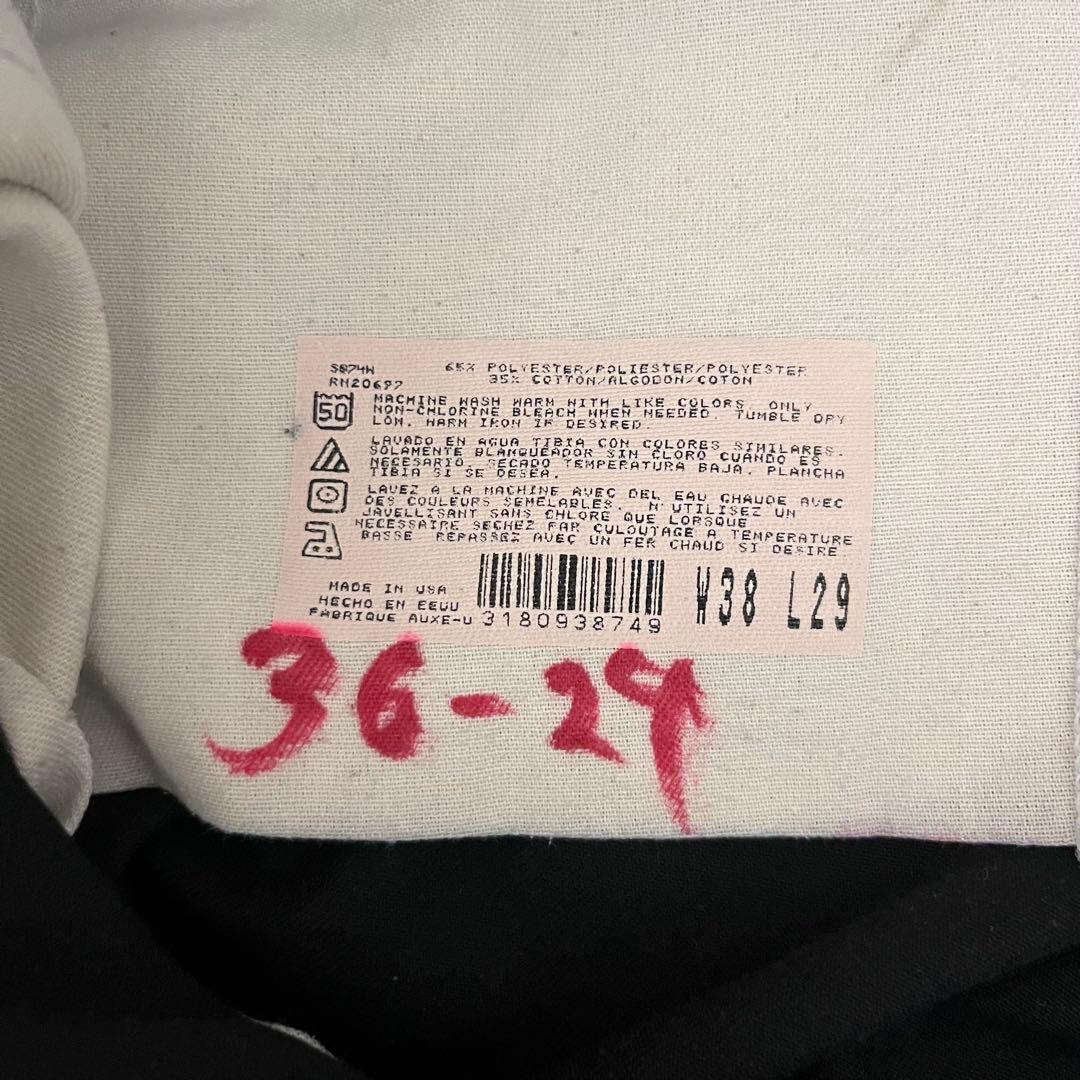 S874W
RN20697
65% POLYESTER/POLIESTER/POLYESTER
35% COTTON/ALGODON/COTON
50
MACHINE WASH WARM WITH LIKE COLORS. ONLY
NON-CHLORINE BLEACH WHEN NEEDED. TUMBLE DRY
LOW. WARM IRON IF DESIRED.
LAVADO EN AGUA TIBIA CON COLORES SIMILARES.
SOLAMENTE BLANQUEADOR SIN CLORO CUANDO ES
NECESARIO. SECADO TEMPERATURA BAJA. PLANCHA
TIBIA SI SE DESEA.
LAVEZ A LA MACHINE AVEC DEL EAU CHAUDE AVEC
DES COULEURS SEMELABLES. N'UTILISEZ UN
JAVELLISANT SANS CHLORE QUE LORSQUE
NECESSAIRE SECHEZ PAR CULOUTAGE A TEMPERATURE
BASSE REPASSEZ AVEC UN FER CHAUD SI DESIRE
MADE IN USA
HECHO EN EEUU
FABRIQUE AUXE-U
3180938749
W38 L29
36-29